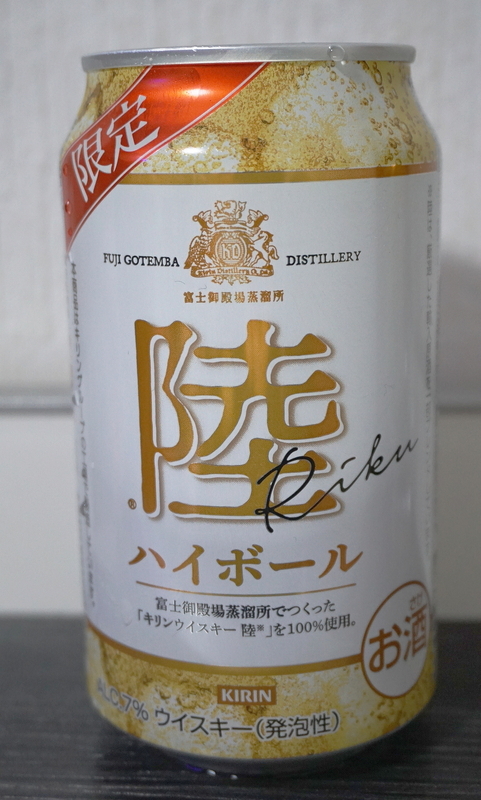 限定
FUJI GOTEMBA DISTILLERY
Kirin Distillery Co., Ltd.
富士御殿場蒸溜所
陸
Riku
®
ハイボール
富士御殿場蒸溜所でつくった
「キリンウイスキー 陸※」を100%使用。
お酒
KIRIN
ALC.7% ウイスキー(発泡性)